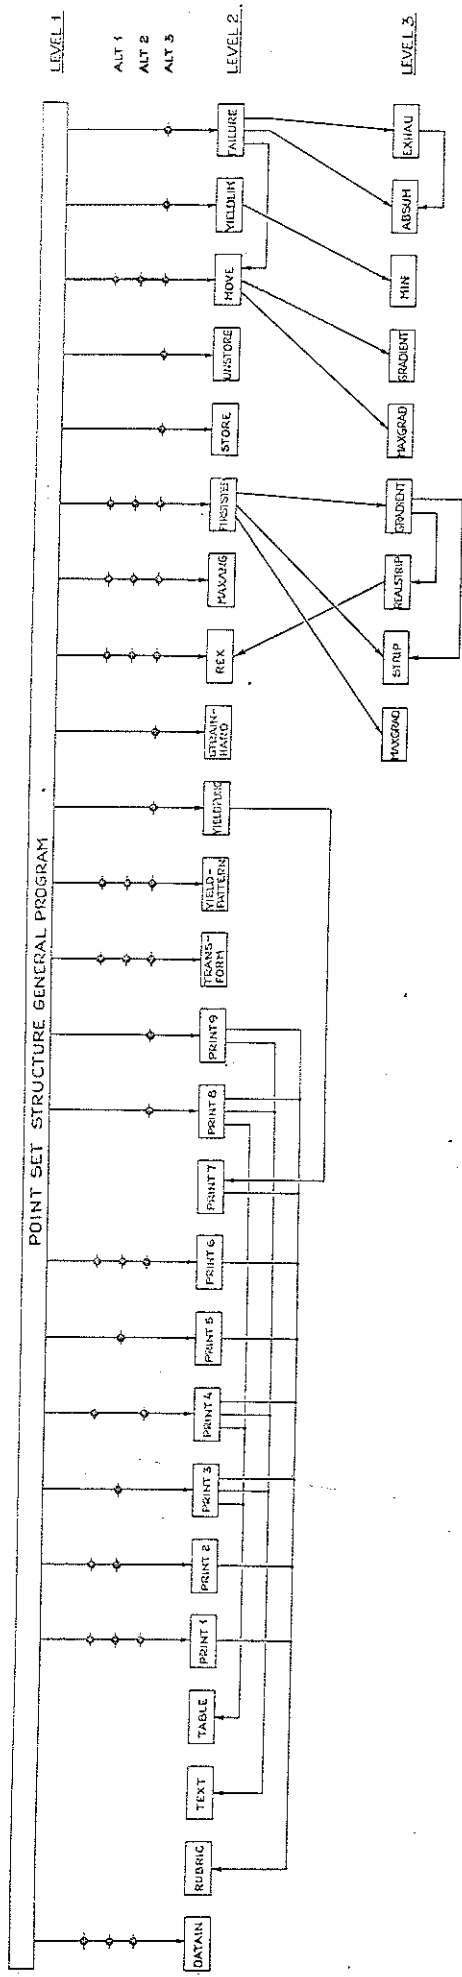 POINT SET STRUCTURE GENERAL PROGRAM
LEVEL 1
ALT 1
ALT 2
ALT 3
LEVEL 2
DATAIN
RUBRIC
TEXT
TABLE
PRINT 1
PRINT 2
PRINT 3
PRINT 4
PRINT 5
PRINT 6
PRINT 7
PRINT 8
PRINT 9
TRANS-
FORM
YIELD-
PATTERN
YIELDFUNC
STRAIN-
HARD
REX
MAXANG
FIRSTSTEP
STORE
UNSTORE
MOVE
YIELDLIM
FAILURE
LEVEL 3
MAXGRAD
STRIP
REALSTRIP
GRADIENT
MAXGRAD
GRADIENT
MIN
ABSUM
EXHAU